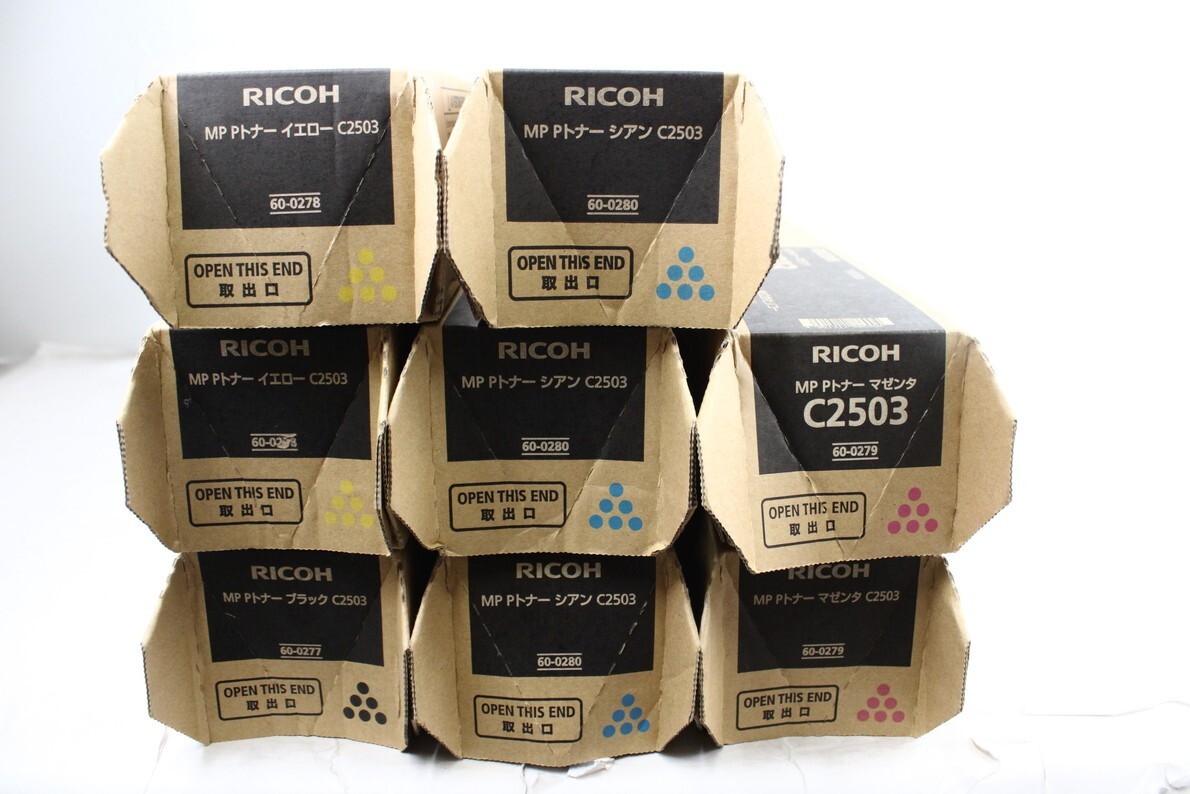 RICOH
MP Pトナー イエロー C2503
60-0278
OPEN THIS END
取出口
RICOH
MP Pトナー シアン C2503
60-0280
OPEN THIS END
取出口
RICOH
MP Pトナー イエロー C2503
OPEN THIS END
取出口
RICOH
MP Pトナー シアン C2503
60-0280
OPEN THIS END
取出口
RICOH
MP Pトナー マゼンタ
C2503
60-0279
OPEN THIS END
取出口
RICOH
MP Pトナー ブラック C2503
60-0277
OPEN THIS END
取出口
RICOH
MP Pトナー シアン C2503
60-0280
OPEN THIS END
取出口
RICOH
MP Pトナー マゼンタ C2503
60-0279
OPEN THIS END
取出口